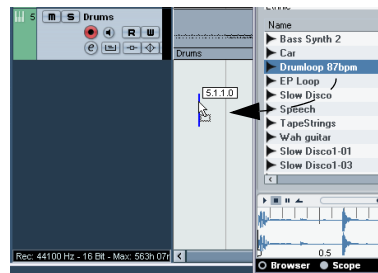 5 M S Drums
R W
e
Drums
5.1.1.0
Name
Bass Synth 2
Car
Drumloop 87bpm
EP Loop
Slow Disco
Speech
TapeStrings
Wah guitar
Slow Disco1-01
Slow Disco1-03
0.5
Rec: 44100 Hz - 16 Bit - Max: 563h 07
Browser Scope